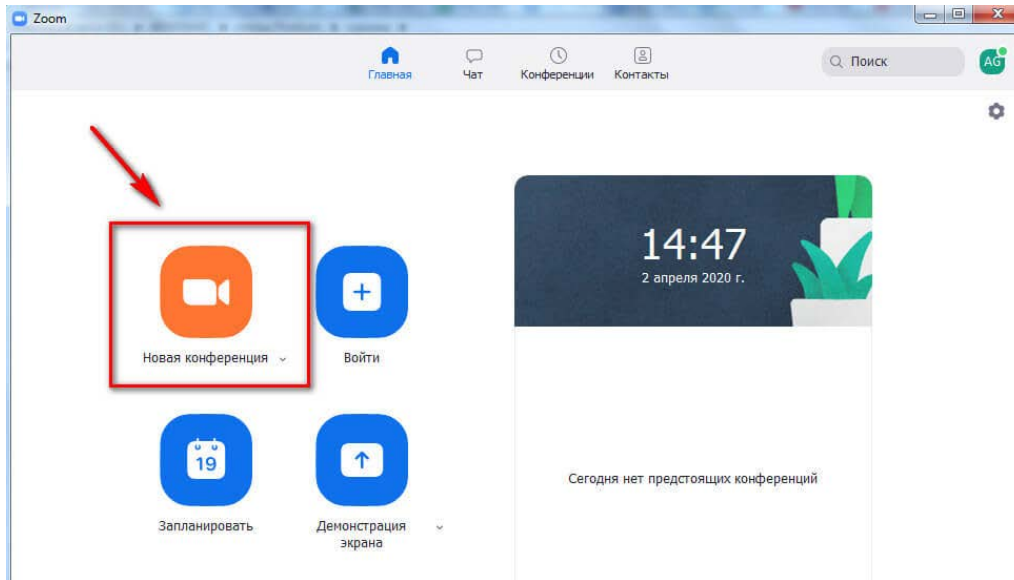 Zoom
Главная
Чат
Конференции
Контакты
Поиск
AG
14:47
2 апреля 2020 г.
Новая конференция
Войти
19
Запланировать
Демонстрация
экрана
Сегодня нет предстоящих конференций